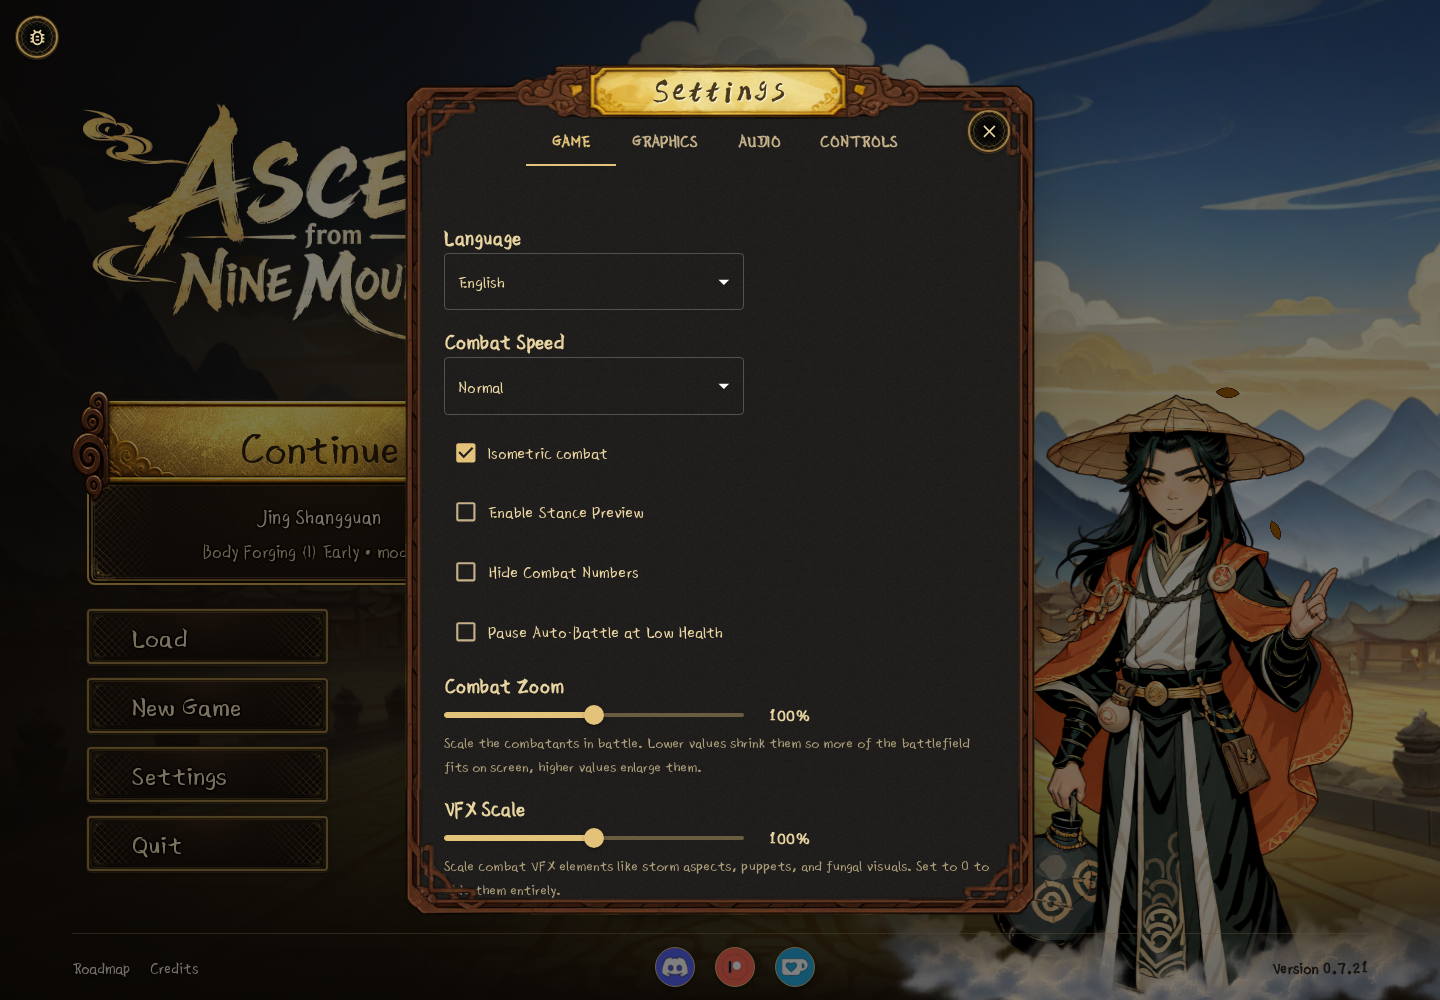 Settings
GAME GRAPHICS AUDIO CONTROLS
ASCE
from
NINE MOU
Language
English
Combat Speed
Normal
Isometric combat
Enable Stance Preview
Hide Combat Numbers
Pause Auto-Battle at Low Health
Combat Zoom
100%
Scale the combatants in battle. Lower values shrink them so more of the battlefield
fits on screen, higher values enlarge them.
VFX Scale
100%
Scale combat VFX elements like storm aspects, puppets, and fungal visuals. Set to 0 to
them entirely.
Continue
Jing Shangguan
Body Forging (I) Early •
Load
New Game
Settings
Quit
Roadmap Credits
Version 0.7.21